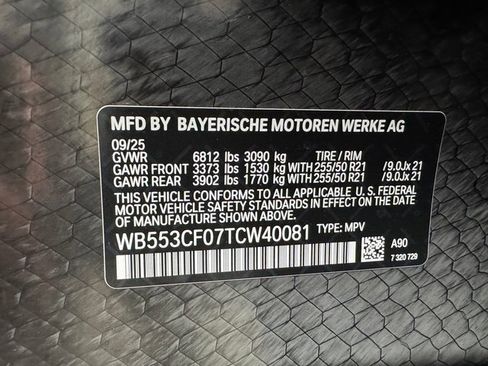 MFD BY BAYERISCHE MOTOREN WERKE AG
09/25
GVWR 6812 lbs 3090 kg TIRE / RIM
GAWR FRONT 3373 lbs 1530 kg 255/50 R21 /9.0Jx 21
GAWR REAR 3902 lbs 1770 kg 255/50 R21 /9.0Jx 21
THIS VEHICLE CONFORMS TO ALL APPLICABLE U.S. FEDERAL
MOTOR VEHICLE SAFETY STANDARDS IN EFFECT ON THE
DATE OF MANUFACTURE SHOWN ABOVE.
WB553CF07TCW40081 TYPE: MPV
A90
7 320 729